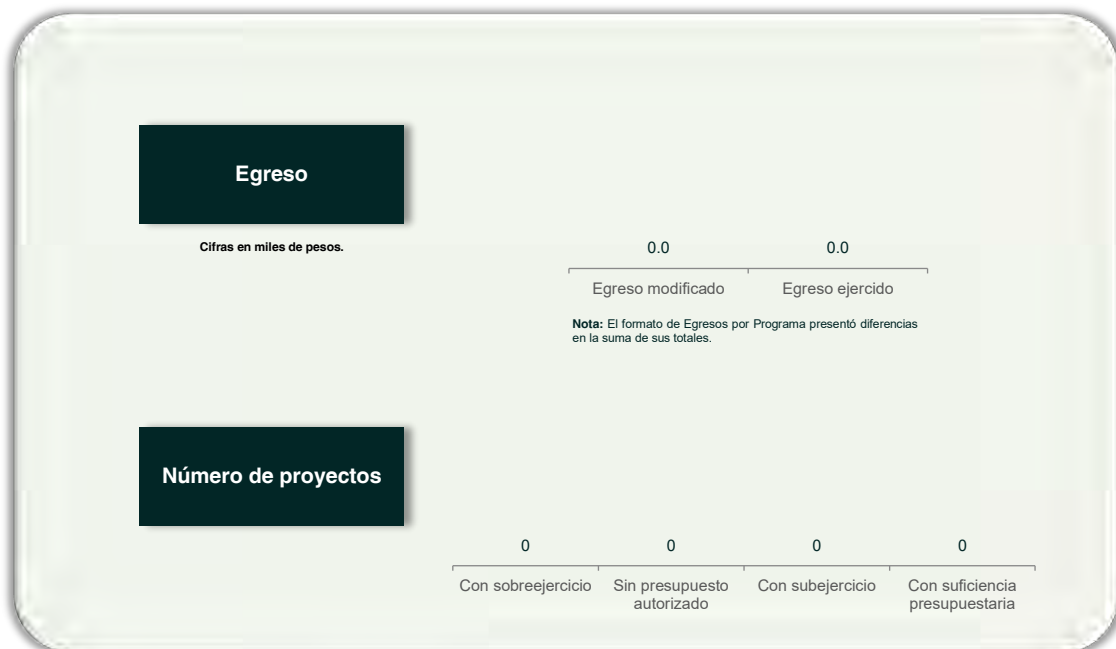 Egreso
Cifras en miles de pesos.
0.0 0.0
Egreso modificado Egreso ejercido
Nota: El formato de Egresos por Programa presentó diferencias
en la suma de sus totales.
Número de proyectos
0 0 0 0
Con sobreejercicio Sin presupuesto Con subejercicio Con suficiencia
autorizado presupuestaria